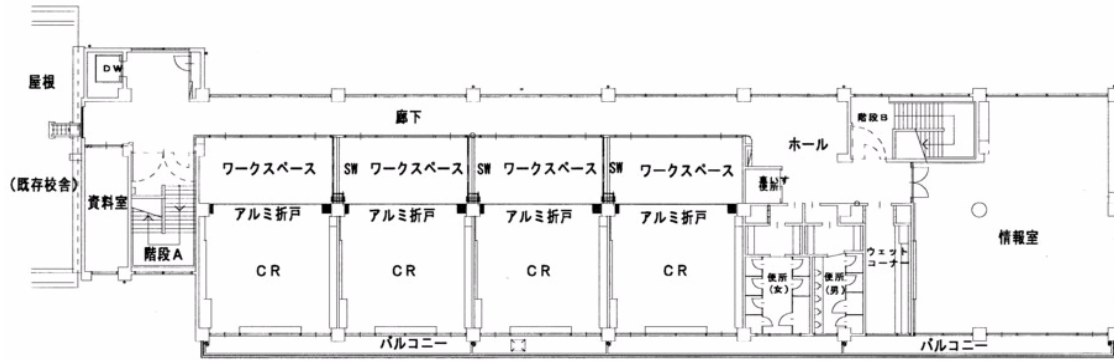 屋根
DW
廊下
階段B
ホール
ワークスペース
SW
ワークスペース
SW
ワークスペース
SW
ワークスペース
車いす
便所
(既存校舎)
資料室
アルミ折戸
アルミ折戸
アルミ折戸
アルミ折戸
階段A
CR
CR
CR
CR
便所
(女)
便所
(男)
ウェット
コーナー
情報室
バルコニー
バルコニー